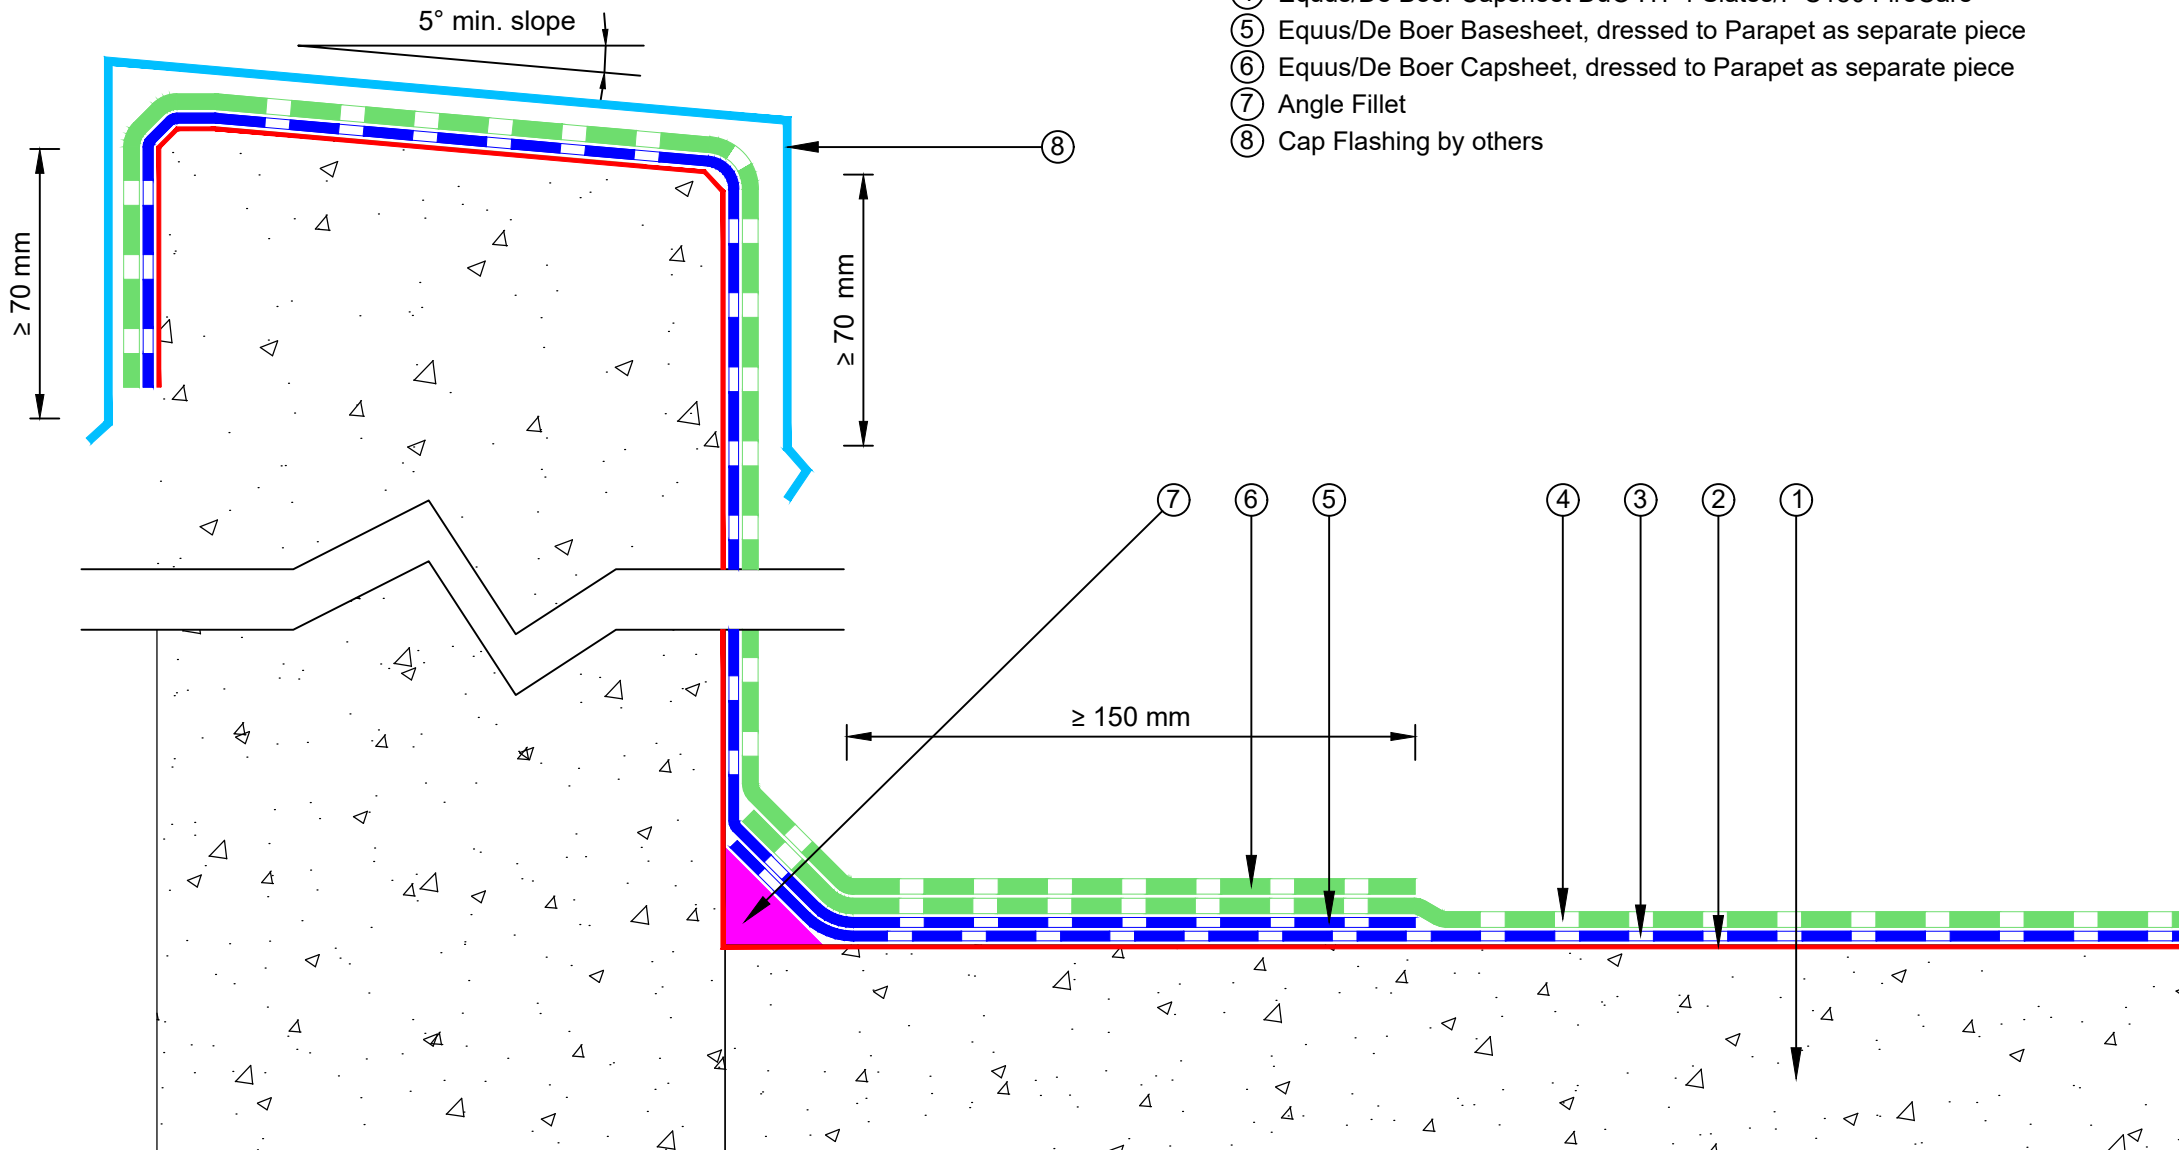 5° min. slope
⑤ Equus/De Boer Basesheet, dressed to Parapet as separate piece
⑥ Equus/De Boer Capsheet, dressed to Parapet as separate piece
⑦ Angle Fillet
⑧ Cap Flashing by others
⑧
≥ 70 mm
≥ 70 mm
⑦ ⑥ ⑤ ④ ③ ② ①
≥ 150 mm